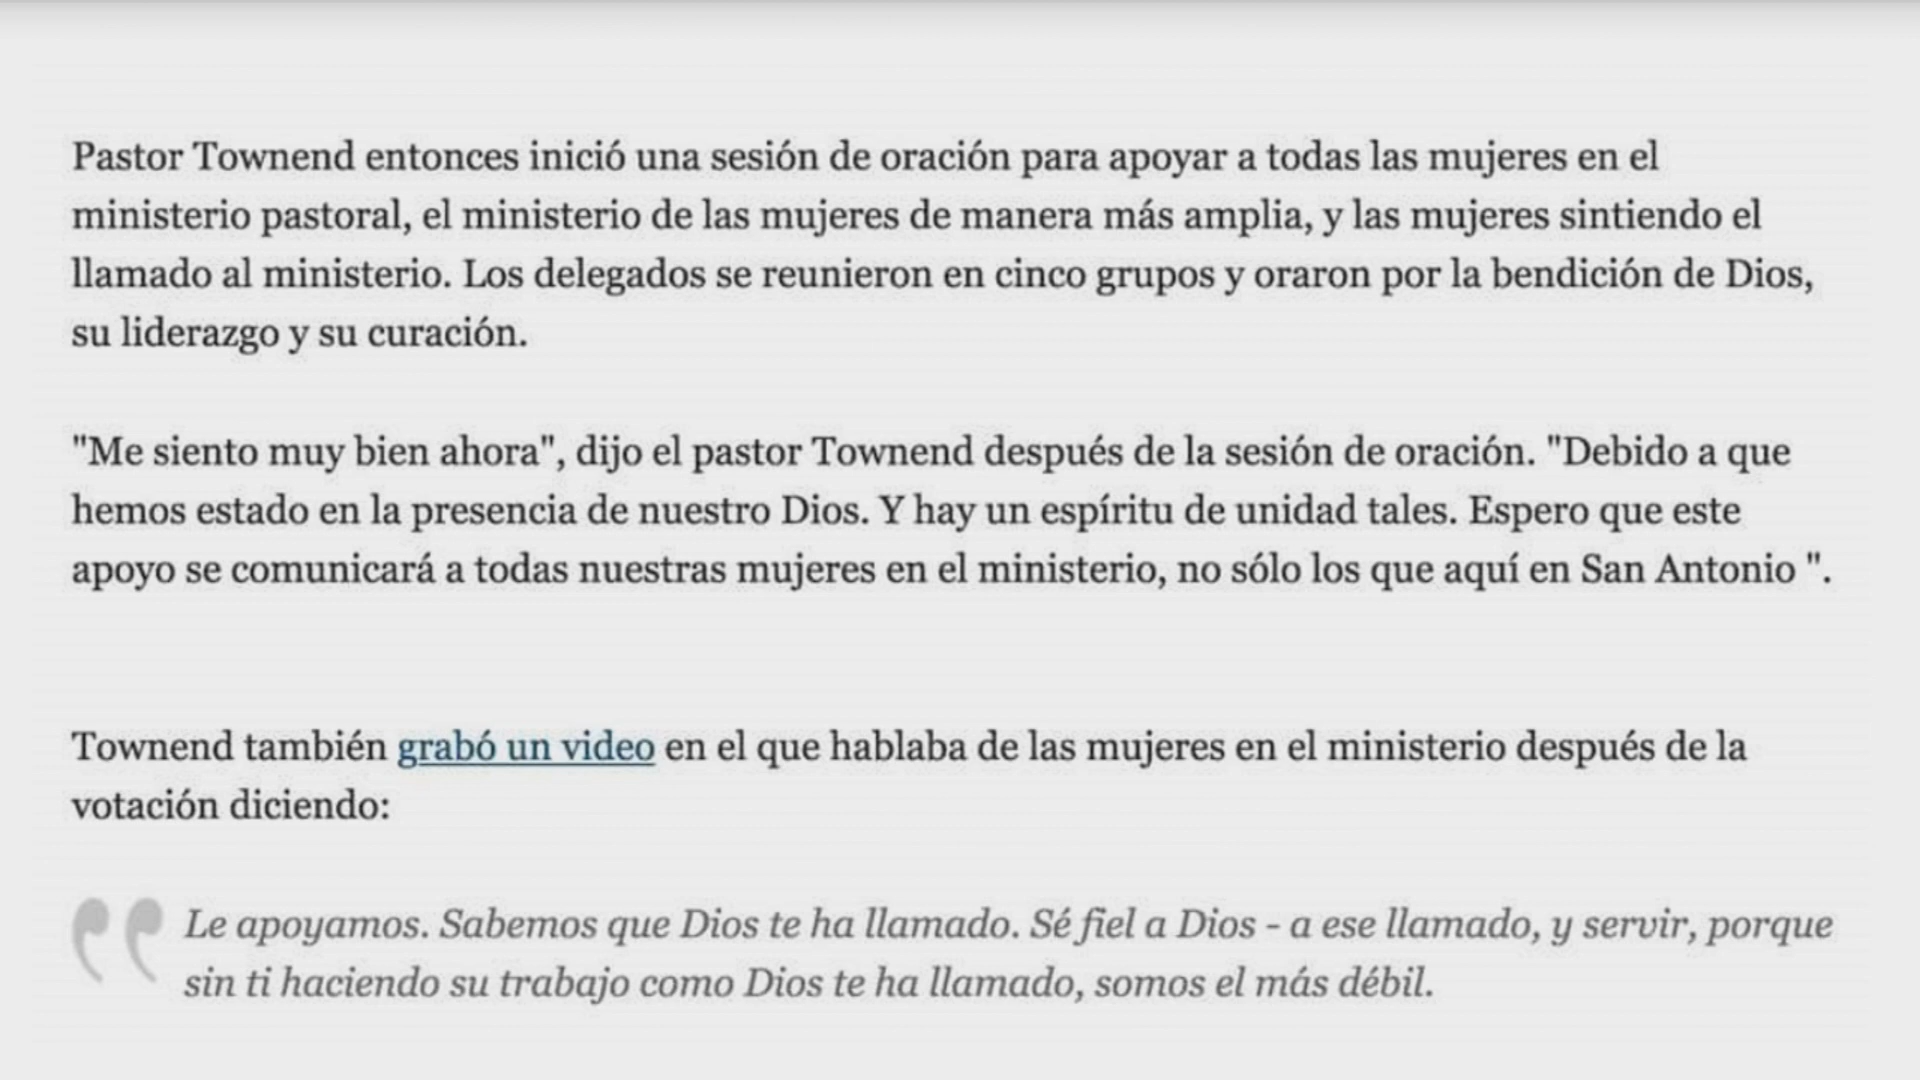 Pastor Townend entonces inició una sesión de oración para apoyar a todas las mujeres en el
ministerio pastoral, el ministerio de las mujeres de manera más amplia, y las mujeres sintiendo el
llamado al ministerio. Los delegados se reunieron en cinco grupos y oraron por la bendición de Dios,
su liderazgo y su curación.
"Me siento muy bien ahora", dijo el pastor Townend después de la sesión de oración. "Debido a que
hemos estado en la presencia de nuestro Dios. Y hay un espíritu de unidad tales. Espero que este
apoyo se comunicará a todas nuestras mujeres en el ministerio, no sólo los que aquí en San Antonio ".
Townend también grabó un video en el que hablaba de las mujeres en el ministerio después de la
votación diciendo:
“ Le apoyamos. Sabemos que Dios te ha llamado. Sé fiel a Dios - a ese llamado, y servir, porque
sin ti haciendo su trabajo como Dios te ha llamado, somos el más débil.